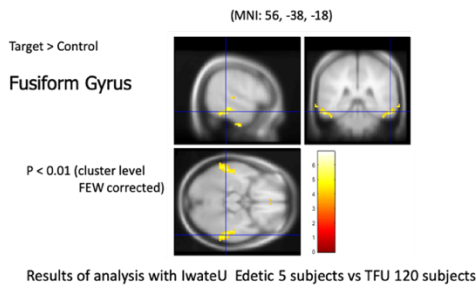 (MNI: 56, -38, -18)
Target > Control
Fusiform Gyrus
P < 0.01 (cluster level
FEW corrected)
6
5
4
3
2
1
0
Results of analysis with IwateU Edetic 5 subjects vs TFU 120 subjects